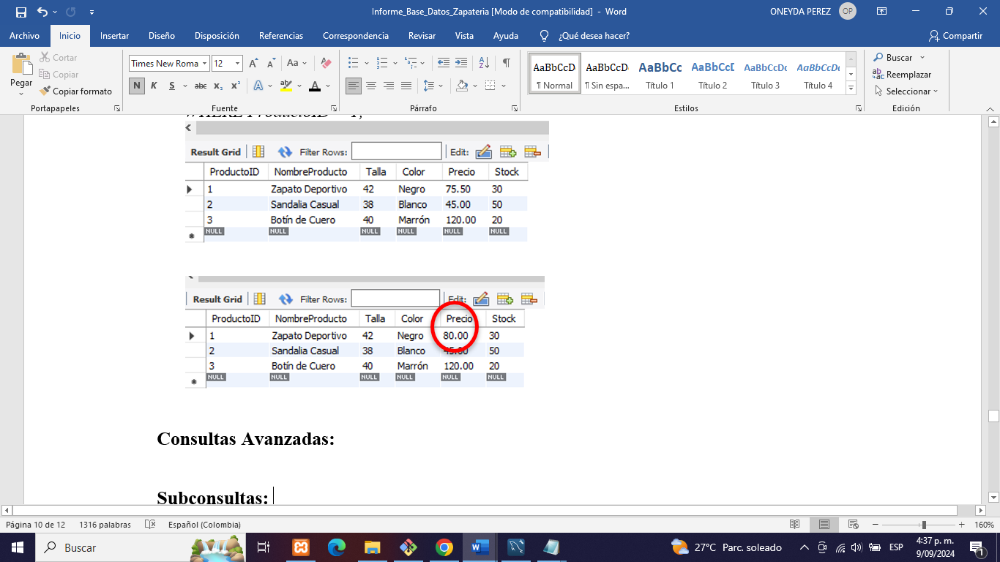 Informe_Base_Datos_Zapateria [Modo de compatibilidad] - Word
ONEYDA PEREZ
OP
Archivo Inicio Insertar Diseño Disposición Referencias Correspondencia Revisar Vista Ayuda ¿Qué desea hacer? Compartir
Pegar
Cortar
Copiar
Copiar formato
Portapapeles
Times New Roma 12
Aa
N K S abc x₂ x² A A
Fuente
Párrafo
AaBbCcD AaBbCcD AaBbCc AaBbCcD AaBbCcDc AaBbCcDc
¶ Normal ¶ Sin espa... Título 1 Título 2 Título 3 Título 4
Estilos
Buscar
Reemplazar
Seleccionar
Edición
WHERE ProductoID = 1;
Result Grid Filter Rows: Edit:
ProductoID NombreProducto Talla Color Precio Stock
1 Zapato Deportivo 42 Negro 75.50 30
2 Sandalia Casual 38 Blanco 45.00 50
3 Botín de Cuero 40 Marrón 120.00 20
NULL NULL NULL NULL NULL NULL
Result Grid Filter Rows: Edit:
ProductoID NombreProducto Talla Color Precio Stock
1 Zapato Deportivo 42 Negro 80.00 30
2 Sandalia Casual 38 Blanco 45.00 50
3 Botín de Cuero 40 Marrón 120.00 20
NULL NULL NULL NULL NULL NULL
Consultas Avanzadas:
Subconsultas:
Página 10 de 12 1316 palabras Español (Colombia) 160%
Buscar
27°C Parc. soleado
ESP
4:37 p. m.
9/09/2024
1